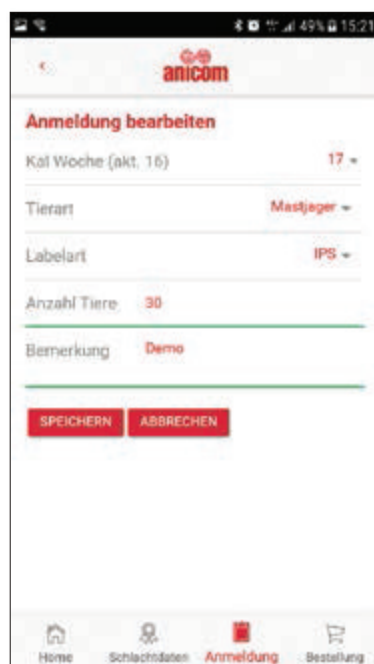 49% 15:21
anicom
Anmeldung bearbeiten
Kal Woche (akt. 16) 17
Tierart Mastjager
Labelart IPS
Anzahl Tiere 30
Bemerkung Demo
SPEICHERN ABBRECHEN
Home Schlachtdaten Anmeldung Bestellung